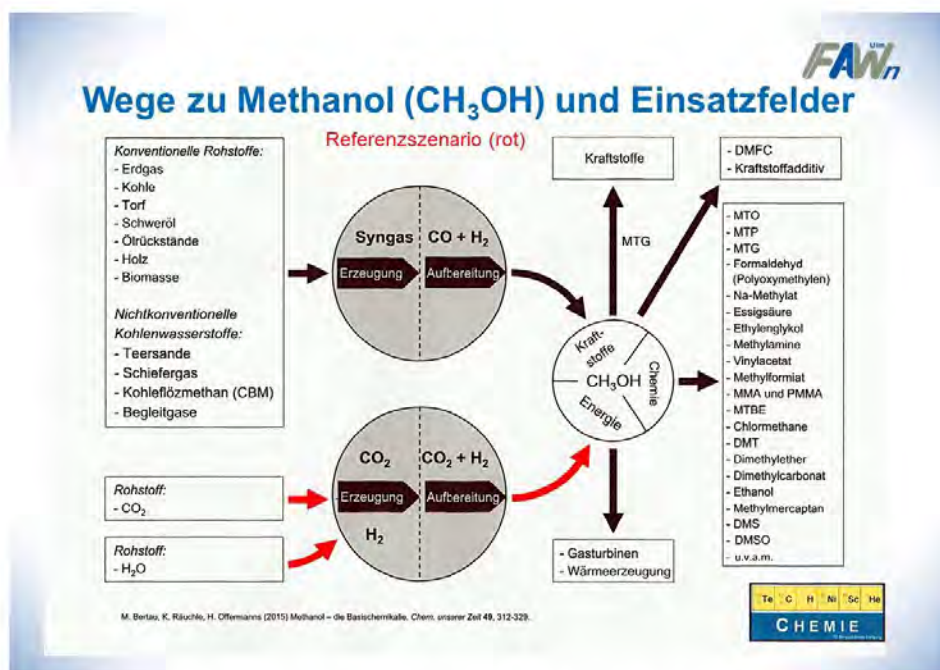 FAWn
Ulm
Wege zu Methanol (CH₃OH) und Einsatzfelder
Referenzszenario (rot)
Konventionelle Rohstoffe:
- Erdgas
- Kohle
- Torf
- Schweröl
- Ölrückstände
- Holz
- Biomasse
Nichtkonventionelle
Kohlenwasserstoffe:
- Teersande
- Schiefergas
- Kohleflözmethan (CBM)
- Begleitgase
Syngas
CO + H₂
Erzeugung
Aufbereitung
Kraftstoffe
MTG
- DMFC
- Kraftstoffadditiv
Kraft-
stoffe
Chemie
CH₃OH
Energie
- MTO
- MTP
- MTG
- Formaldehyd
(Polyoxymethylen)
- Na-Methylat
- Essigsäure
- Ethylenglykol
- Methylamine
- Vinylacetat
- Methylformiat
- MMA und PMMA
- MTBE
- Chlormethane
- DMT
- Dimethylether
- Dimethylcarbonat
- Ethanol
- Methylmercaptan
- DMS
- DMSO
- u.v.a.m.
Rohstoff:
- CO₂
Rohstoff:
- H₂O
CO₂
CO₂ + H₂
Erzeugung
Aufbereitung
H₂
- Gasturbinen
- Wärmeerzeugung
M. Bertau, K. Räuchle, H. Offermanns (2015) Methanol – die Basischemikalie. Chem. unserer Zeit 49, 312-329.
Te C H Ni Sc He
CHEMIE